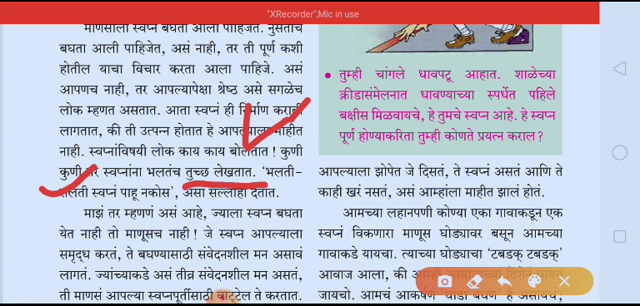 "XRecorder",Mic in use
माणसाला स्वप्न बघता आली पाहिजेत. नुसतीच
बघता आली पाहिजेत, असं नाही, तर ती पूर्ण कशी
होतील याचा विचार करता आला पाहिजे. असं
आपणच नाही, तर आपल्यापेक्षा श्रेष्ठ असे सगळेच
लोक म्हणत असतात. आता स्वप्नं ही निर्माण करावी
लागतात, की ती उत्पन्न होतात हे आपल्याला माहीत
नाही. स्वप्नांविषयी लोक काय काय बोलतात ! कुणी
कुणी तर स्वप्नांना भलतंच तुच्छ लेखतात. 'भलती-
सलती स्वप्नं पाहू नकोस', असा सल्लाही देतात.
माझं तर म्हणणं असं आहे, ज्याला स्वप्न बघता
येत नाही तो माणूसच नाही ! जे स्वप्न आपल्याला
समृद्ध करतं, ते बघण्यासाठी संवेदनशील मन असावं
लागतं. ज्यांच्याकडे असं तीव्र संवेदनशील मन असतं,
ती माणसं आपल्या स्वप्नपूर्तीसाठी वाट्टेल ते करतात.
• तुम्ही चांगले धावपटू आहात. शाळेच्या
क्रीडासंमेलनात धावण्याच्या स्पर्धेत पहिले
बक्षीस मिळवायचे, हे तुमचे स्वप्न आहे. हे स्वप्न
पूर्ण होण्याकरिता तुम्ही कोणते प्रयत्न कराल ?
आपल्याला झोपेत जे दिसतं, ते स्वप्नं असतं आणि ते
काही खरं नसतं, असं आम्हांला माहीत झालं होतं.
आमच्या लहानपणी कोण्या एका गावाकडून एक
स्वप्नं विकणारा माणूस घोड्यावर बसून आमच्या
गावाकडे यायचा. त्याच्या घोड्याचा 'टबडक् टबडक्'
आवाज आला, की आम्ही
जायचो. आमचं आकर्षण